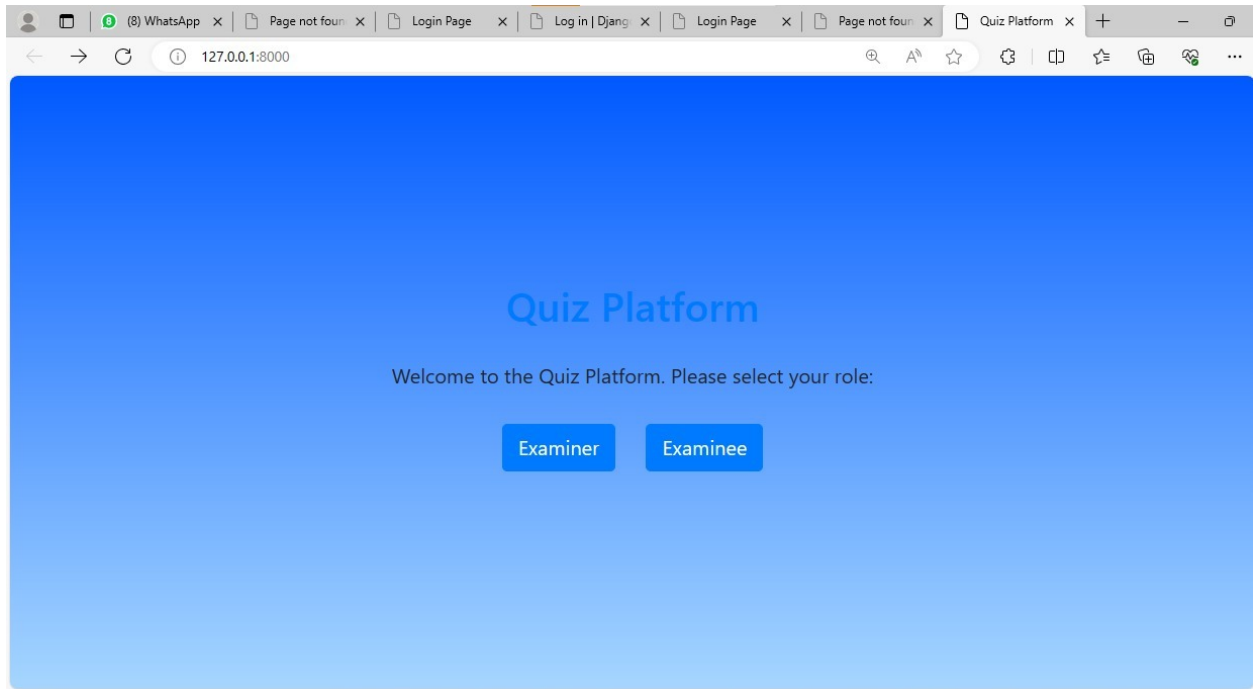 (8) WhatsApp Page not foun Login Page Log in | Djang Login Page Page not foun Quiz Platform
127.0.0.1:8000
Quiz Platform
Welcome to the Quiz Platform. Please select your role:
Examiner Examinee